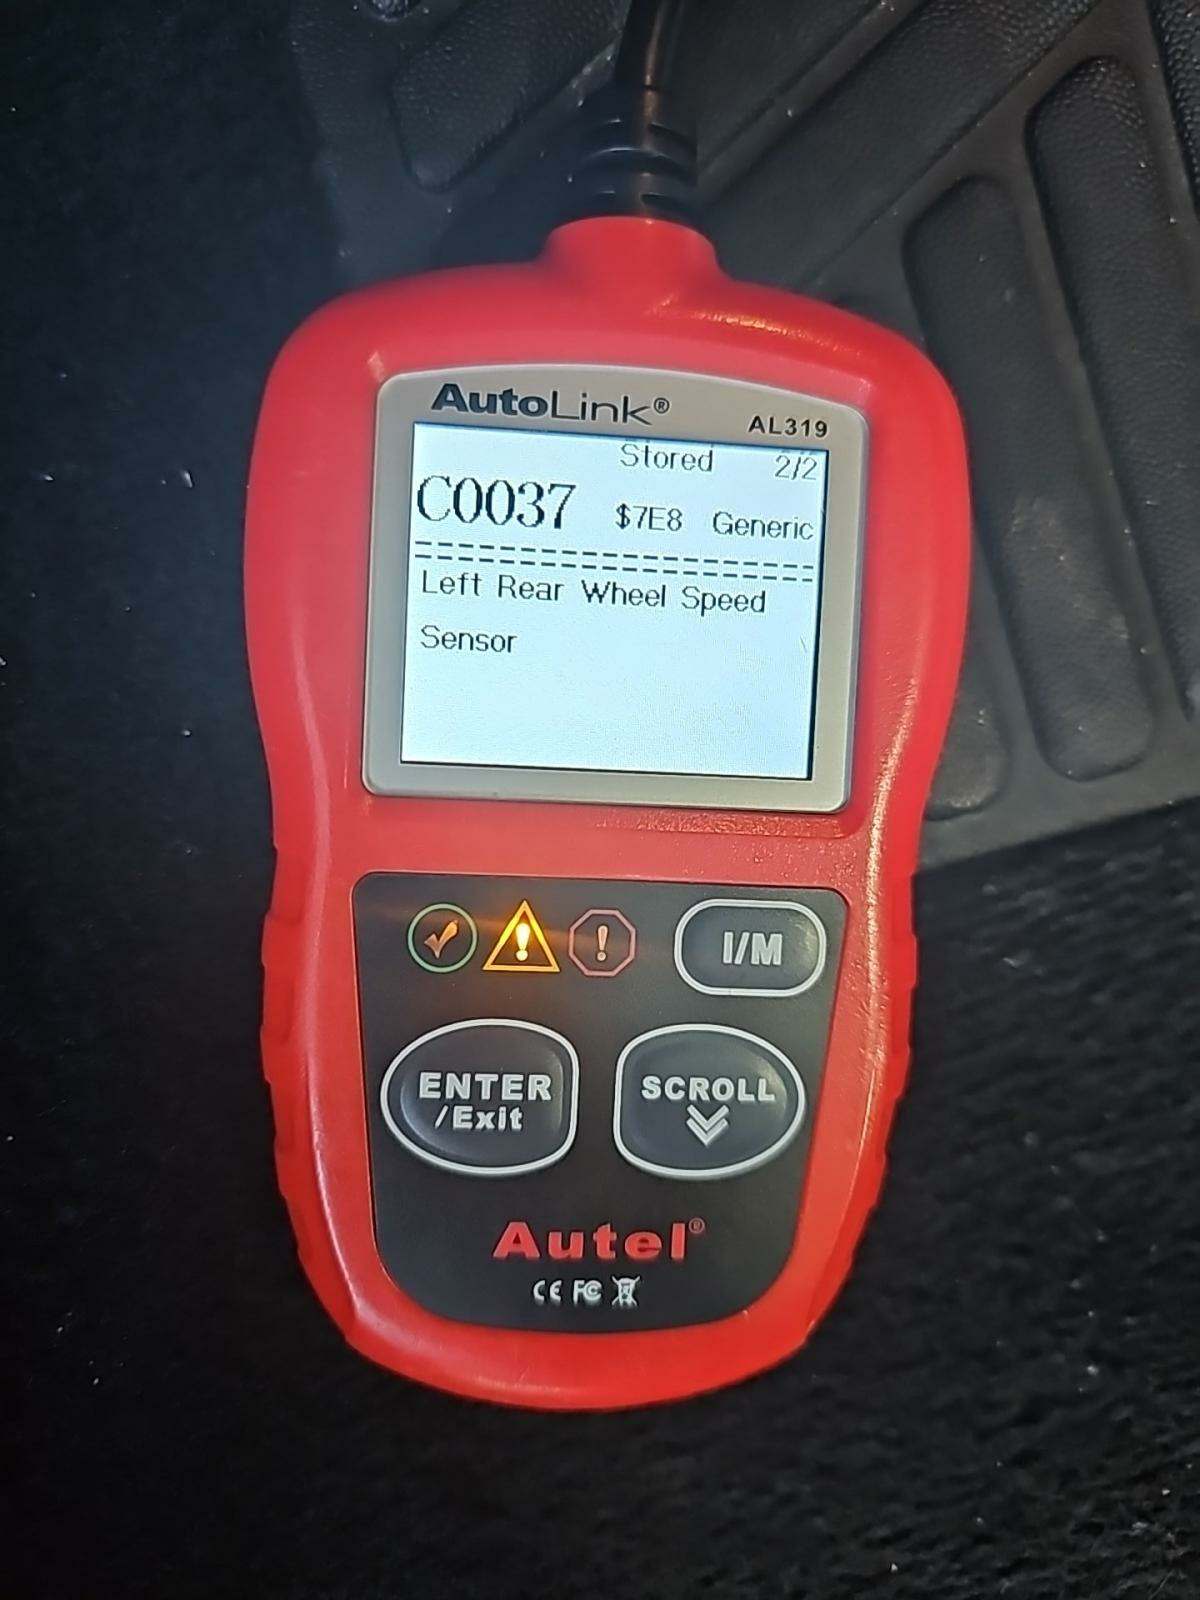 AutoLink®
AL319
Stored 2/2
C0037 $7E8 Generic
Left Rear Wheel Speed
Sensor
I/M
ENTER
/Exit
SCROLL
Autel®
CE FC